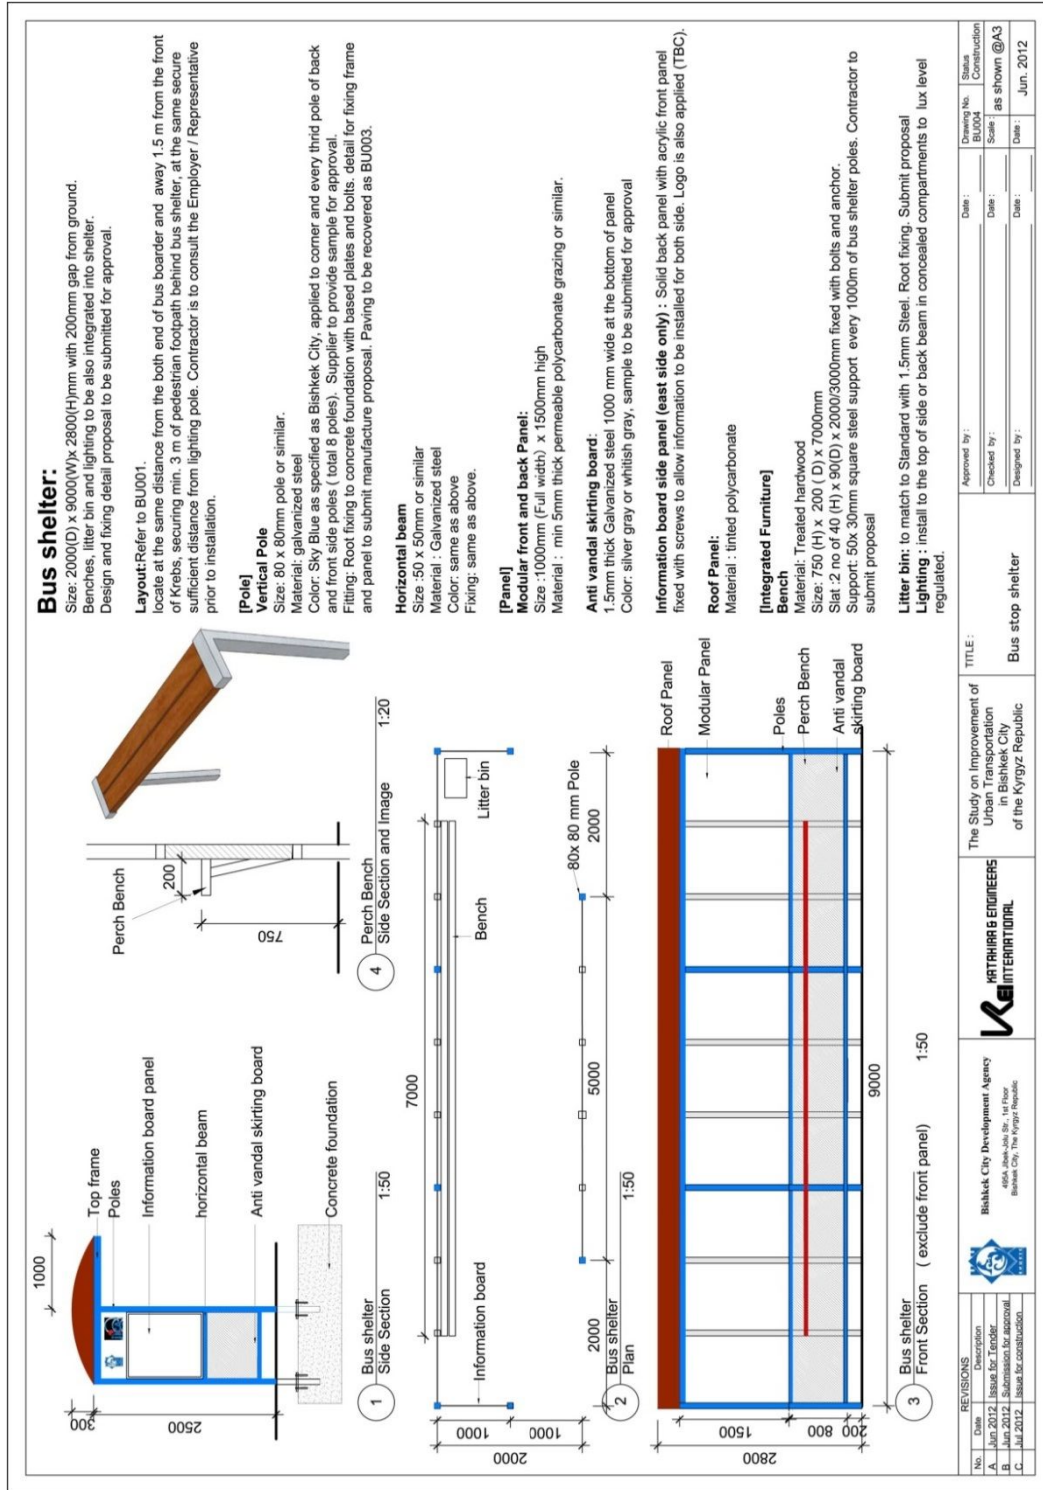 Bus shelter:
Size: 2000(D) x 9000(W)x 2800(H)mm with 200mm gap from ground.
Benches, litter bin and lighting to be also integrated into shelter.
Design and fixing detail proposal to be submitted for approval.
Layout:Refer to BU001.
locate at the same distance from the both end of bus boarder and away 1.5 m from the front
of Krebs, securing min. 3 m of pedestrian footpath behind bus shelter, at the same secure
sufficient distance from lighting pole. Contractor is to consult the Employer / Representative
prior to installation.
[Pole]
Vertical Pole
Size: 80 x 80mm pole or similar.
Material: galvanized steel
Color: Sky Blue as specified as Bishkek City, applied to corner and every thrid pole of back
and front side poles ( total 8 poles). Supplier to provide sample for approval.
Fitting: Root fixing to concrete foundation with based plates and bolts. detail for fixing frame
and panel to submit manufacture proposal. Paving to be recovered as BU003.
Horizontal beam
Size :50 x 50mm or similar
Material : Galvanized steel
Color: same as above
Fixing: same as above.
[Panel]
Modular front and back Panel:
Size :1000mm (Full width) x 1500mm high
Material : min 5mm thick permeable polycarbonate grazing or similar.
Anti vandal skirting board:
1.5mm thick Galvanized steel 1000 mm wide at the bottom of panel
Color: silver gray or whitish gray, sample to be submitted for approval
Information board side panel (east side only) : Solid back panel with acrylic front panel
fixed with screws to allow information to be installed for both side. Logo is also applied (TBC).
Roof Panel:
Material : tinted polycarbonate
[Integrated Furniture]
Bench
Material: Treated hardwood
Size: 750 (H) x 200 ( D) x 7000mm
Slat :2 no of 40 (H) x 90(D) x 2000/3000mm fixed with bolts and anchor.
Support: 50x 30mm square steel support every 1000m of bus shelter poles. Contractor to
submit proposal
Litter bin: to match to Standard with 1.5mm Steel. Root fixing. Submit proposal
Lighting : install to the top of side or back beam in concealed compartments to lux level
regulated.
1000
300
2500
Top frame
Poles
Information board panel
horizontal beam
Anti vandal skirting board
Concrete foundation
1
Bus shelter
Side Section
1:50
Perch Bench
200
750
4
Perch Bench
Side Section and Image
1:20
7000
Information board
Bench
Litter bin
1000
1000
2000
2000
5000
2000
80x 80 mm Pole
2
Bus shelter
Plan
1:50
Roof Panel
Modular Panel
Poles
Perch Bench
Anti vandal
skirting board
1500
800
200
2800
9000
3
Bus shelter
Front Section ( exclude front panel)
1:50
REVISIONS
No. Date Description
A Jun 2012 Issue for Tender
B Jun.2012 Submission for approval
C Jul 2012 Issue for construction
Bishkek City Development Agency
495A Jibek-Jolu Str., 1st Floor
Bishkek City, The Kyrgyz Republic
KEI KATAHIRA & ENGINEERS
INTERNATIONAL
The Study on Improvement of
Urban Transportation
in Bishkek City
of the Kyrgyz Republic
TITLE :
Bus stop shelter
Approved by : Date :
Checked by : Date :
Designed by : Date :
Drawing No. BU004
Status Construction
Scale : as shown @A3
Date : Jun. 2012